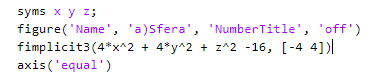 syms x y z;
figure('Name', 'a)Sfera', 'NumberTitle', 'off')
fimplicit3(4*x^2 + 4*y^2 + z^2 -16, [-4 4])
axis('equal')